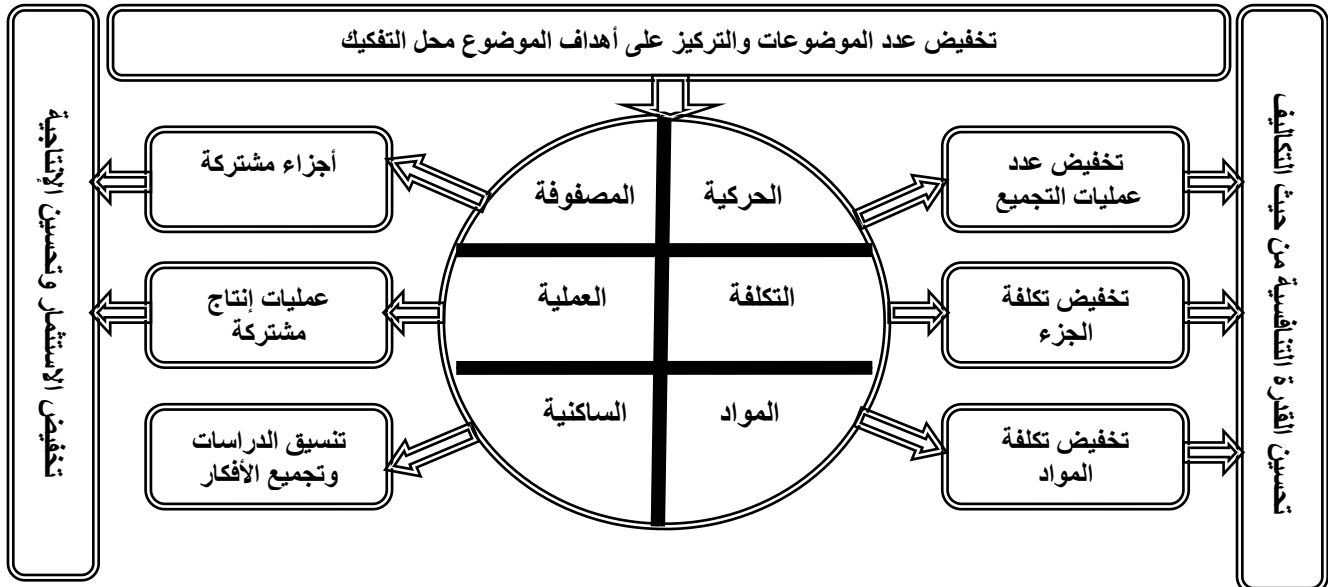 تخفيض عدد الموضوعات والتركيز على أهداف الموضوع محل التفكيك
تحسين القدرة التنافسية من حيث التكاليف
تخفيض عدد
عمليات التجميع
تخفيض تكلفة
الجزء
تخفيض تكلفة
المواد
الحركية
المصفوفة
التكلفة
العملية
المواد
الساكنية
أجزاء مشتركة
عمليات إنتاج
مشتركة
تنسيق الدراسات
وتجميع الأفكار
تخفيض الاستثمار وتحسين الإنتاجية